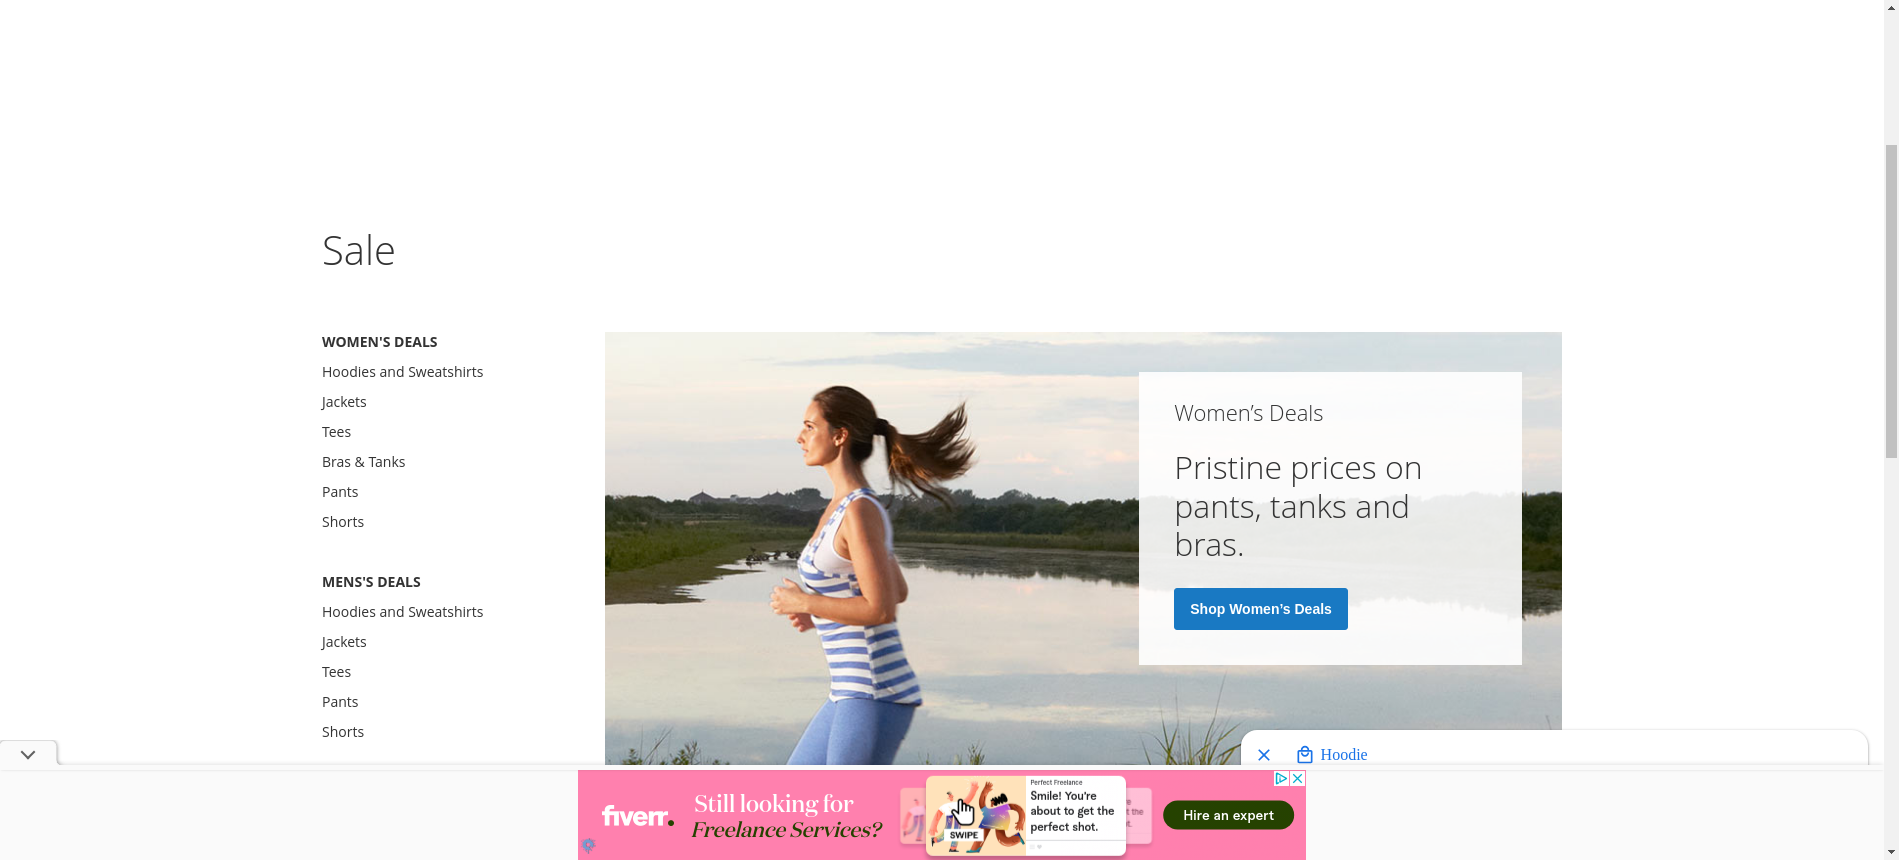 Sale
WOMEN'S DEALS
Hoodies and Sweatshirts
Jackets
Tees
Bras & Tanks
Pants
Shorts
MENS'S DEALS
Hoodies and Sweatshirts
Jackets
Tees
Pants
Shorts
Women’s Deals
Pristine prices on
pants, tanks and
bras.
Shop Women’s Deals
Hoodie
fiverr.
Still looking for
Freelance Services?
SWIPE
Perfect Freelance
Smile! You're
about to get the
perfect shot.
Hire an expert